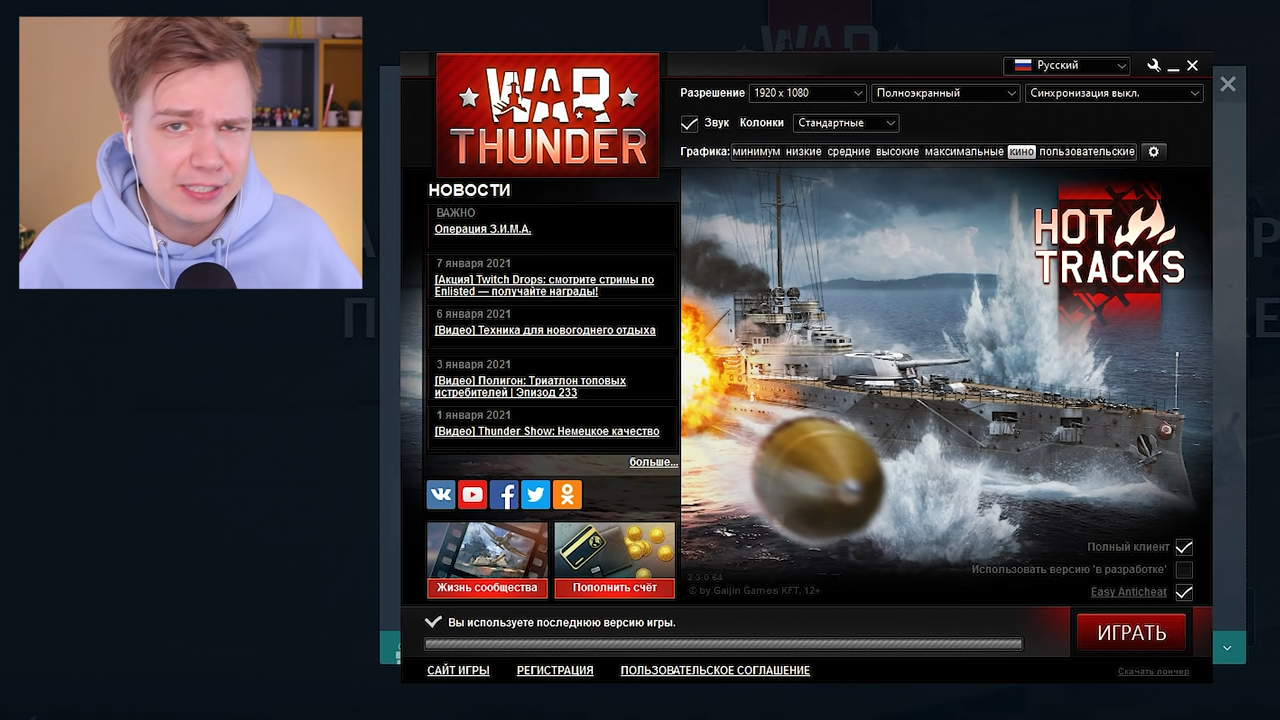 WAR
THUNDER
Русский
Разрешение 1920 x 1080 Полноэкранный Синхронизация выкл.
Звук Колонки Стандартные
Графика: минимум низкие средние высокие максимальные кино пользовательские
НОВОСТИ
ВАЖНО
Операция З.И.М.А.
7 января 2021
[Акция] Twitch Drops: смотрите стримы по
Enlisted — получайте награды!
6 января 2021
[Видео] Техника для новогоднего отдыха
3 января 2021
[Видео] Полигон: Триатлон топовых
истребителей | Эпизод 233
1 января 2021
[Видео] Thunder Show: Немецкое качество
больше...
HOT
TRACKS
Жизнь сообщества
Пополнить счёт
Полный клиент
Использовать версию 'в разработке'
Easy Anticheat
2.3.0.64
© by Gaijin Games KFT, 12+
Вы используете последнюю версию игры.
ИГРАТЬ
САЙТ ИГРЫ РЕГИСТРАЦИЯ ПОЛЬЗОВАТЕЛЬСКОЕ СОГЛАШЕНИЕ
Скачать лончер